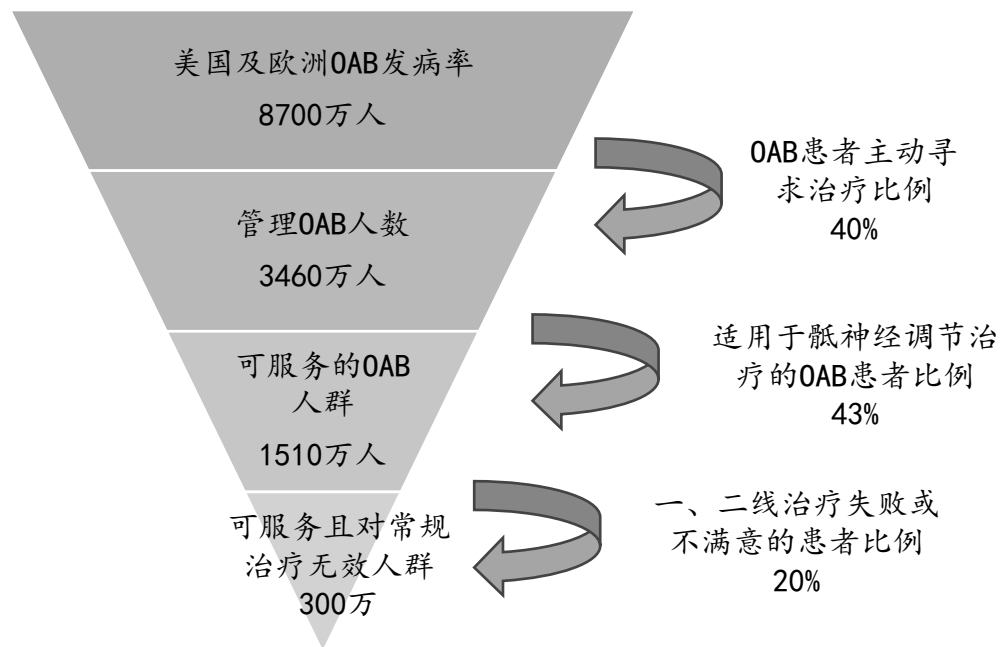 美国及欧洲OAB发病率
8700万人
OAB患者主动寻
求治疗比例
40%
管理OAB人数
3460万人
适用于骶神经调节治
疗的OAB患者比例
43%
可服务的OAB
人群
1510万人
一、二线治疗失败或
不满意的患者比例
20%
可服务且对常规
治疗无效人群
300万